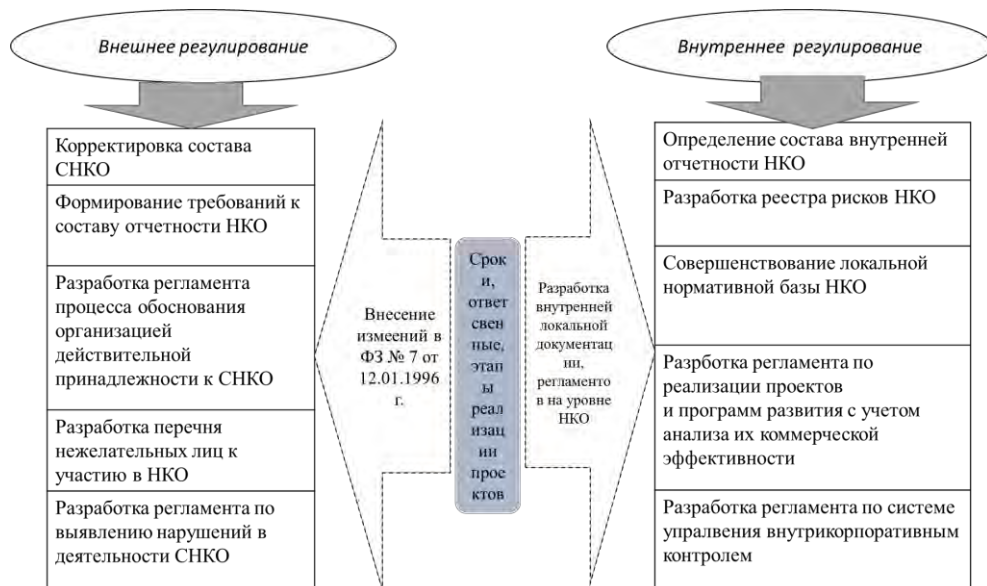 Внешнее регулирование
Корректировка состава
СНКО
Формирование требований к
составу отчетности НКО
Разработка регламента
процесса обоснования
организацией
действительной
принадлежности к СНКО
Разработка перечня
нежелательных лиц к
участию в НКО
Разработка регламента по
выявлению нарушений в
деятельности СНКО
Внесение
измеений в
ФЗ № 7 от
12.01.1996
г.
Срок
и,
ответ
свен
ные,
этап
ы
реал
изац
ии
прое
ктов
Разработка
внутренней
локальной
документац
ии,
регламенто
в на уровне
НКО
Внутреннее регулирование
Определение состава внутренней
отчетности НКО
Разработка реестра рисков НКО
Совершенствование локальной
нормативной базы НКО
Разрботка регламента по
реализации проектов
и программ развития с учетом
анализа их коммерческой
эффективности
Разработка регламента по системе
упралвения внутрикорпоративным
контролем